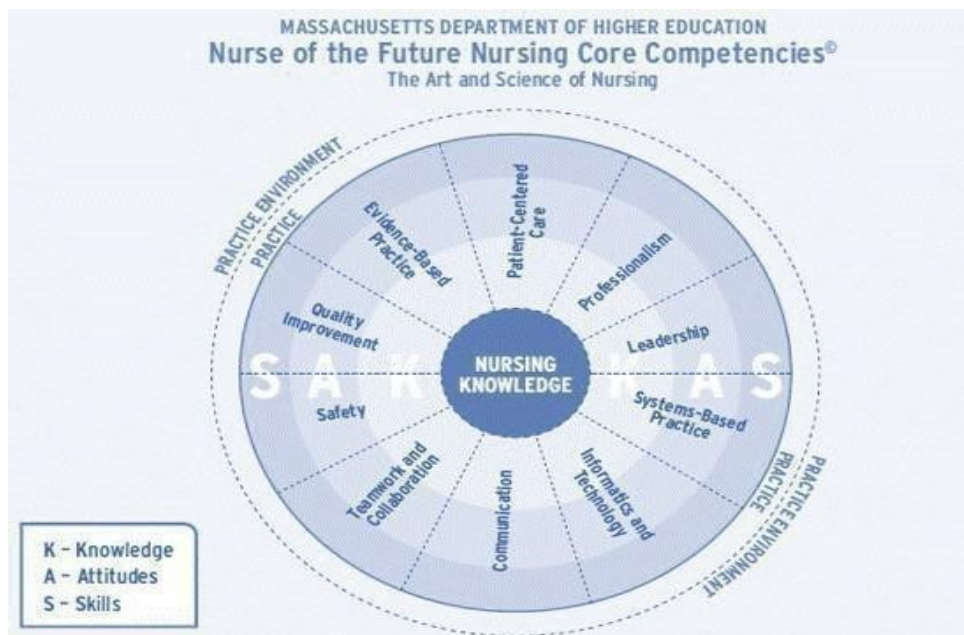 MASSACHUSETTS DEPARTMENT OF HIGHER EDUCATION
Nurse of the Future Nursing Core Competencies©
The Art and Science of Nursing
PRACTICE ENVIRONMENT
PRACTICE
Patient-Centered
Care
Professionalism
Leadership
Systems-Based
Practice
Informatics and
Technology
Communication
Teamwork and
Collaboration
Safety
Quality
Improvement
Evidence-Based
Practice
S A K
NURSING
KNOWLEDGE
K A S
PRACTICE
PRACTICE ENVIRONMENT
K – Knowledge
A – Attitudes
S – Skills